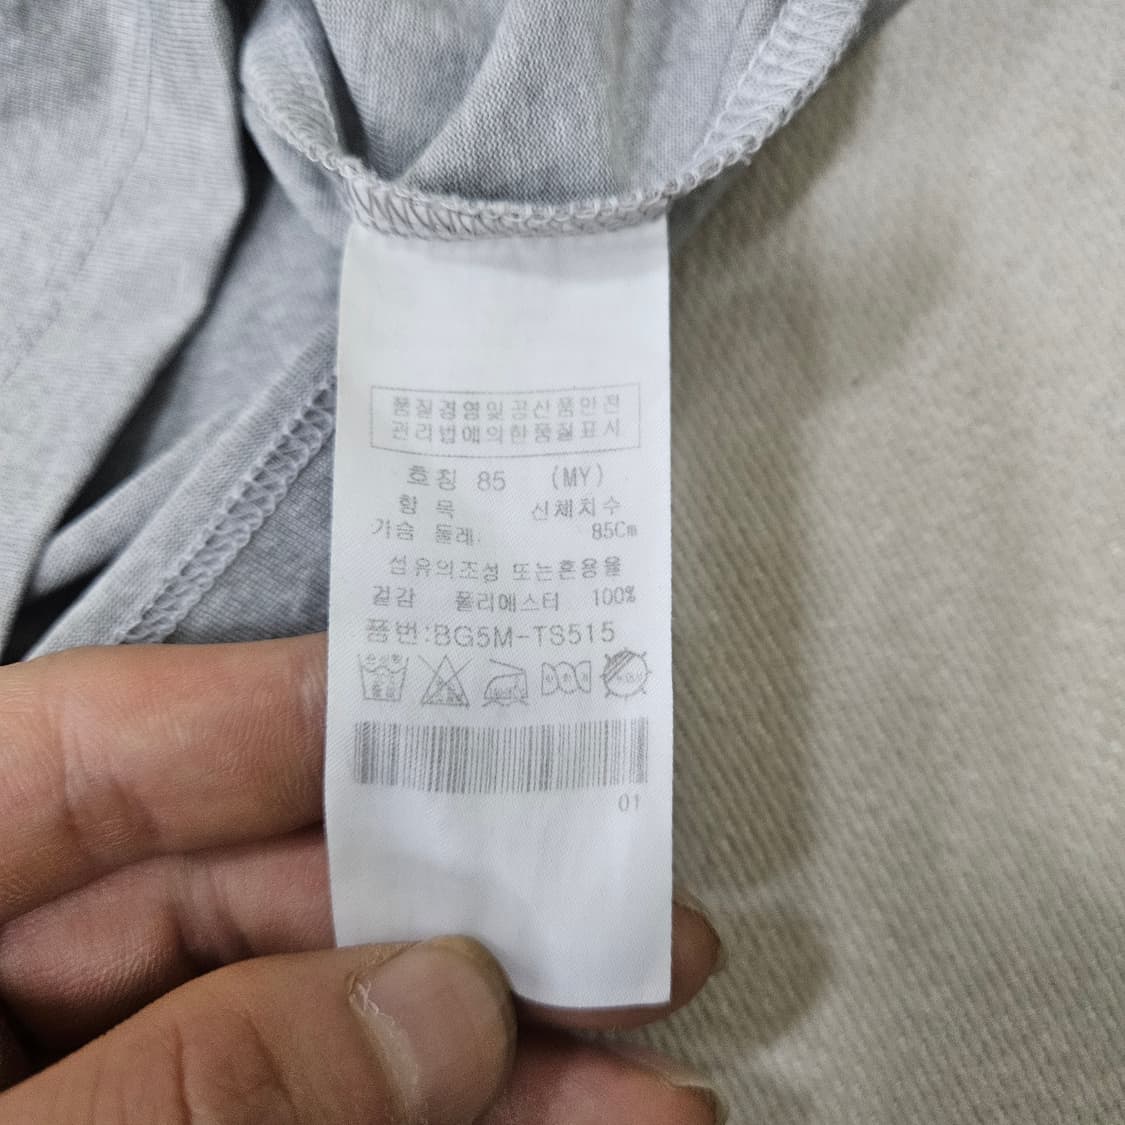 품질경영및공산품안전
관리법에의한품질표시
호칭 85 (MY)
항 목 신체치수
가슴 둘레 85Cm
섬유의조성 또는혼용율
겉감 폴리에스터 100%
품번:BG5M-TS515
01